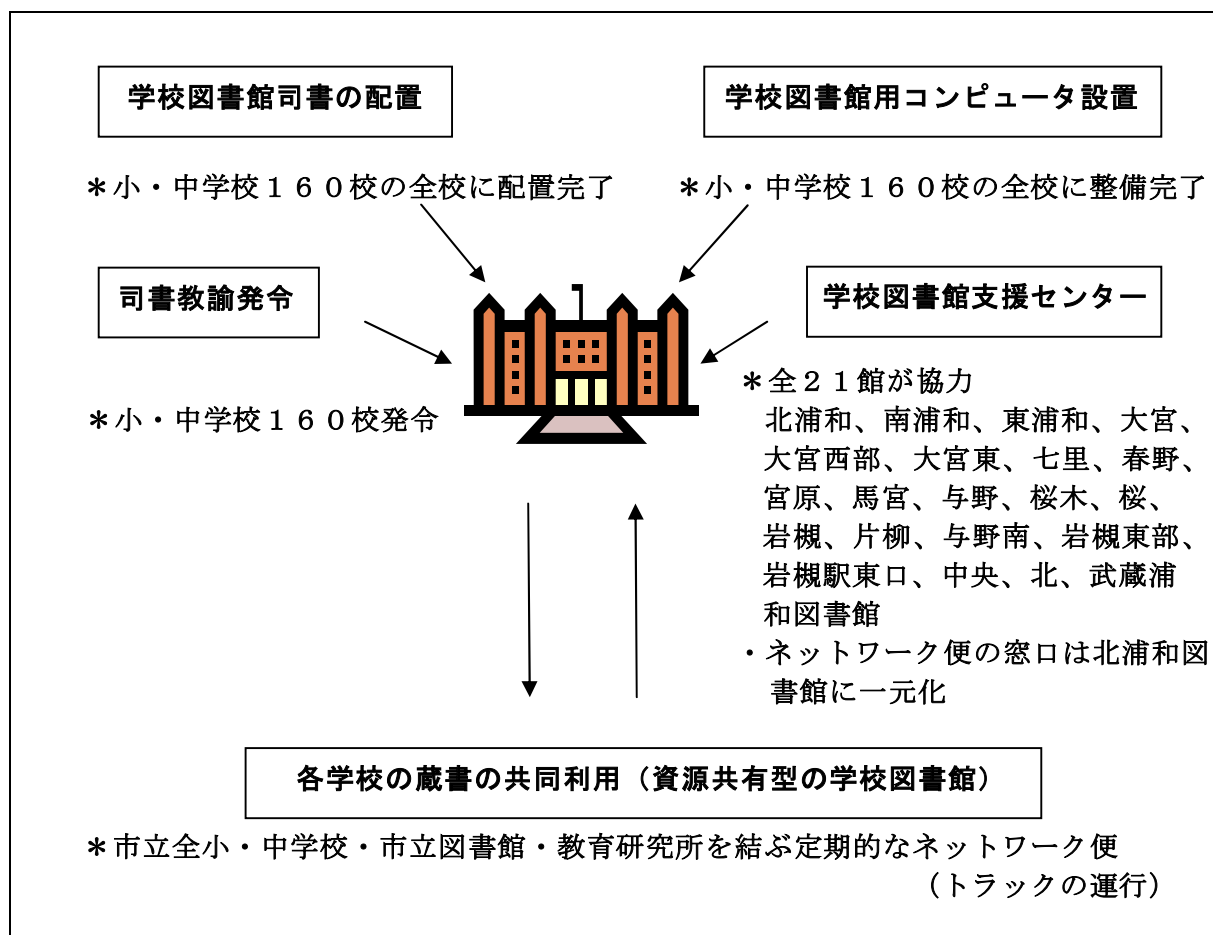 学校図書館司書の配置
学校図書館用コンピュータ設置
＊小・中学校１６０校の全校に配置完了
＊小・中学校１６０校の全校に整備完了
司書教諭発令
学校図書館支援センター
＊小・中学校１６０校発令
＊全２１館が協力
北浦和、南浦和、東浦和、大宮、
大宮西部、大宮東、七里、春野、
宮原、馬宮、与野、桜木、桜、
岩槻、片柳、与野南、岩槻東部、
岩槻駅東口、中央、北、武蔵浦
和図書館
・ネットワーク便の窓口は北浦和図
書館に一元化
各学校の蔵書の共同利用（資源共有型の学校図書館）
＊市立全小・中学校・市立図書館・教育研究所を結ぶ定期的なネットワーク便
（トラックの運行）